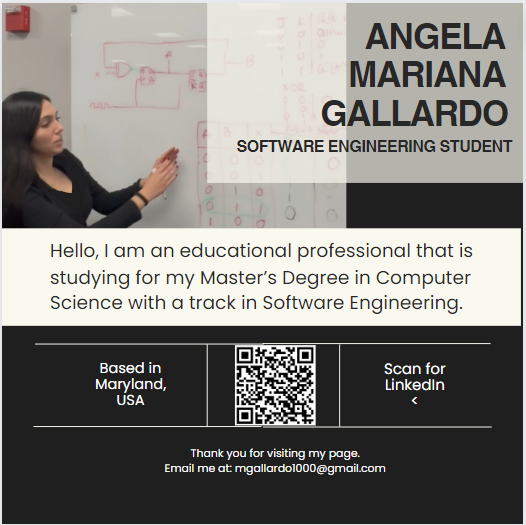 ANGELA
MARIANA
GALLARDO
SOFTWARE ENGINEERING STUDENT
A B X
Hello, I am an educational professional that is
studying for my Master’s Degree in Computer
Science with a track in Software Engineering.
Based in
Maryland,
USA
Scan for
LinkedIn
<
Thank you for visiting my page.
Email me at: mgallardo1000@gmail.com